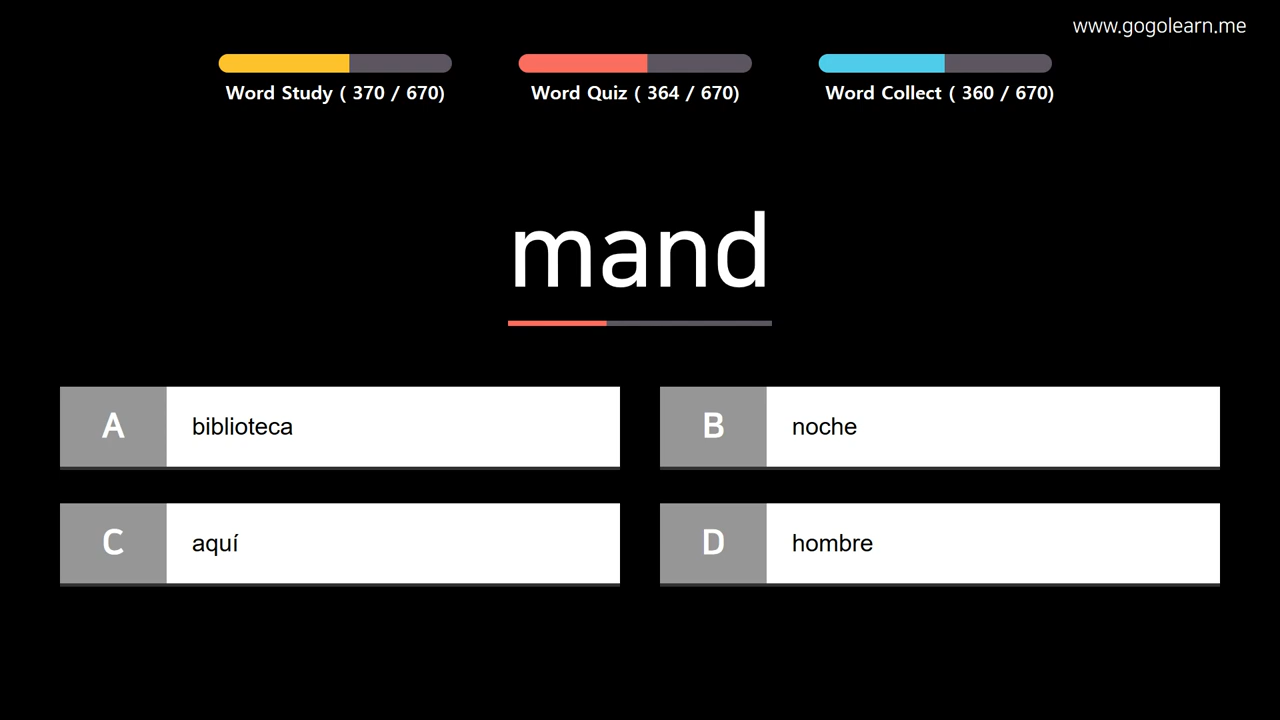 www.gogolearn.me
Word Study ( 370 / 670)
Word Quiz ( 364 / 670)
Word Collect ( 360 / 670)
mand
A biblioteca
B noche
C aquí
D hombre